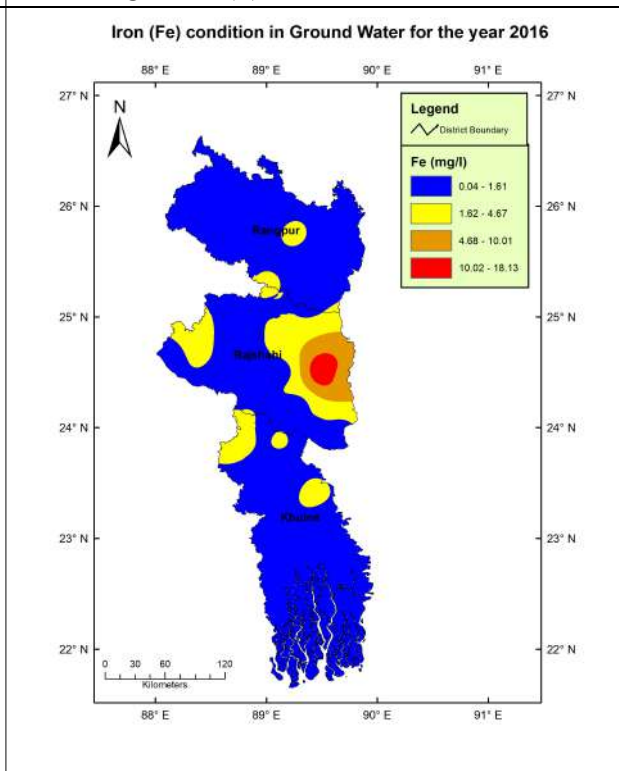 Iron (Fe) condition in Ground Water for the year 2016
88° E 89° E 90° E 91° E
27° N 27° N
N
Legend
District Boundary
Fe (mg/l)
0.04 - 1.61
1.62 - 4.67
4.68 - 10.01
10.02 - 18.13
26° N 26° N
Rangpur
25° N 25° N
Rajshahi
24° N 24° N
Khulna
23° N 23° N
22° N 22° N
0 30 60 120
Kilometers
88° E 89° E 90° E 91° E